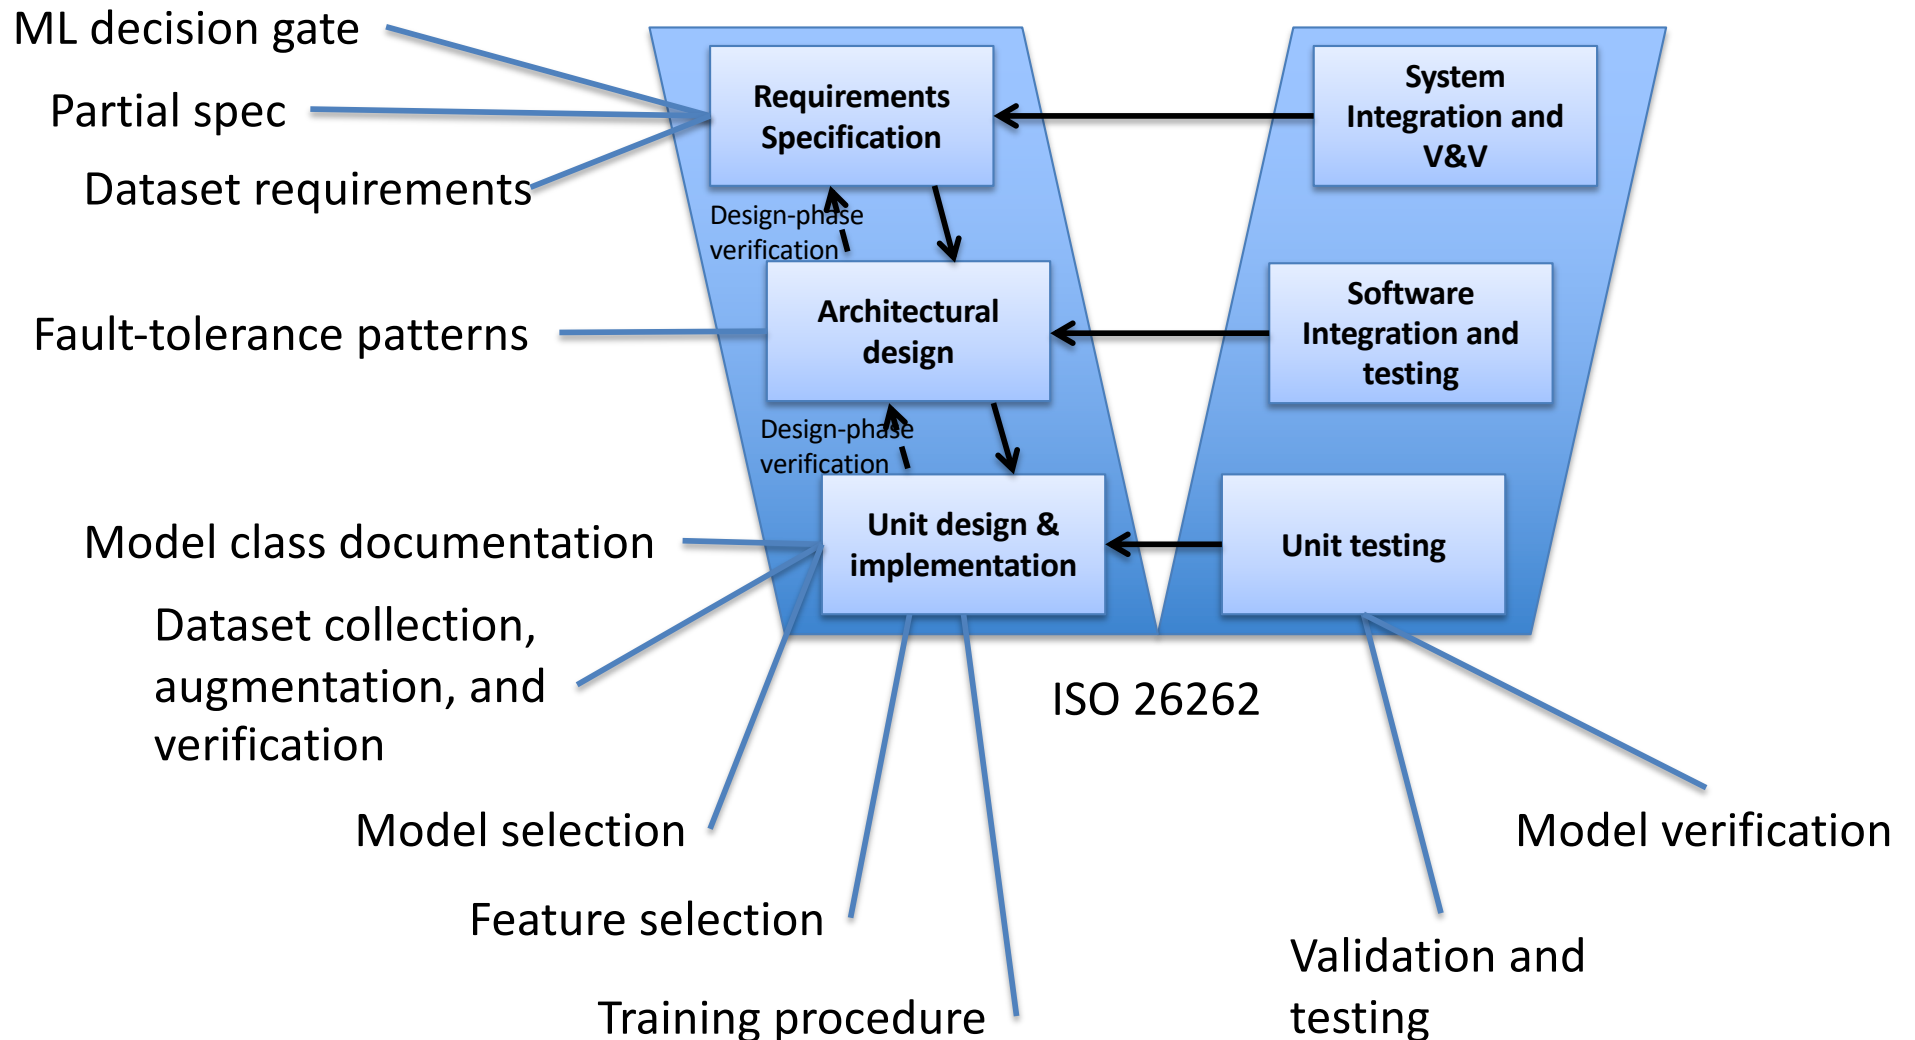 ML decision gate
Partial spec
Dataset requirements
Fault-tolerance patterns
Model class documentation
Dataset collection,
augmentation, and
verification
Model selection
Feature selection
Training procedure
Requirements
Specification
Design-phase
verification
Architectural
design
Design-phase
verification
Unit design &
implementation
System
Integration and
V&V
Software
Integration and
testing
Unit testing
ISO 26262
Model verification
Validation and
testing